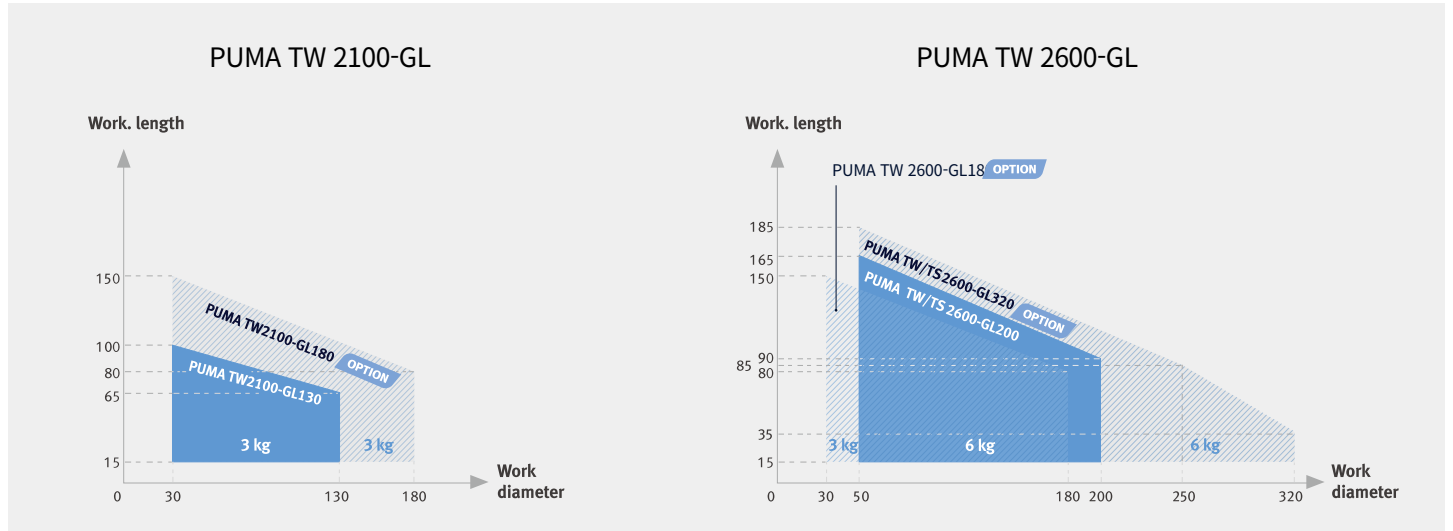 PUMA TW 2100-GL
Work. length
150
PUMA TW2100-GL180
OPTION
100
80
PUMA TW2100-GL130
65
3 kg
3 kg
15
0
30
130
180
Work
diameter
PUMA TW 2600-GL
Work. length
PUMA TW 2600-GL18
OPTION
185
165
150
PUMA TW/TS2600-GL320
OPTION
PUMA TW/TS2600-GL200
90
85
80
35
15
3 kg
6 kg
6 kg
0
30
50
180
200
250
320
Work
diameter